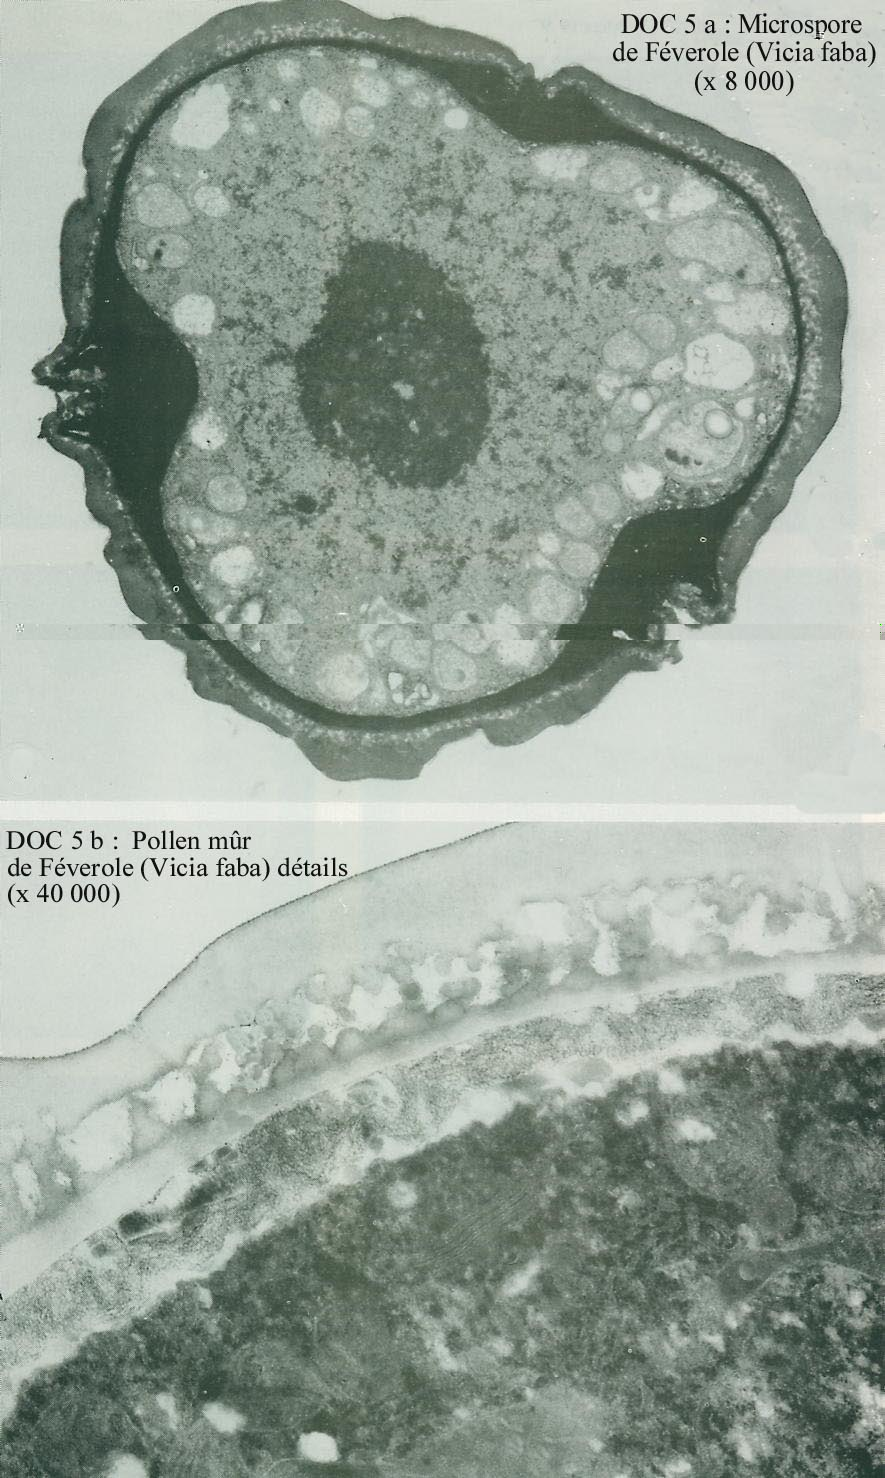 DOC 5 a : Microspore
de Féverole (Vicia faba)
(x 8 000)
DOC 5 b : Pollen mûr
de Féverole (Vicia faba) détails
(x 40 000)